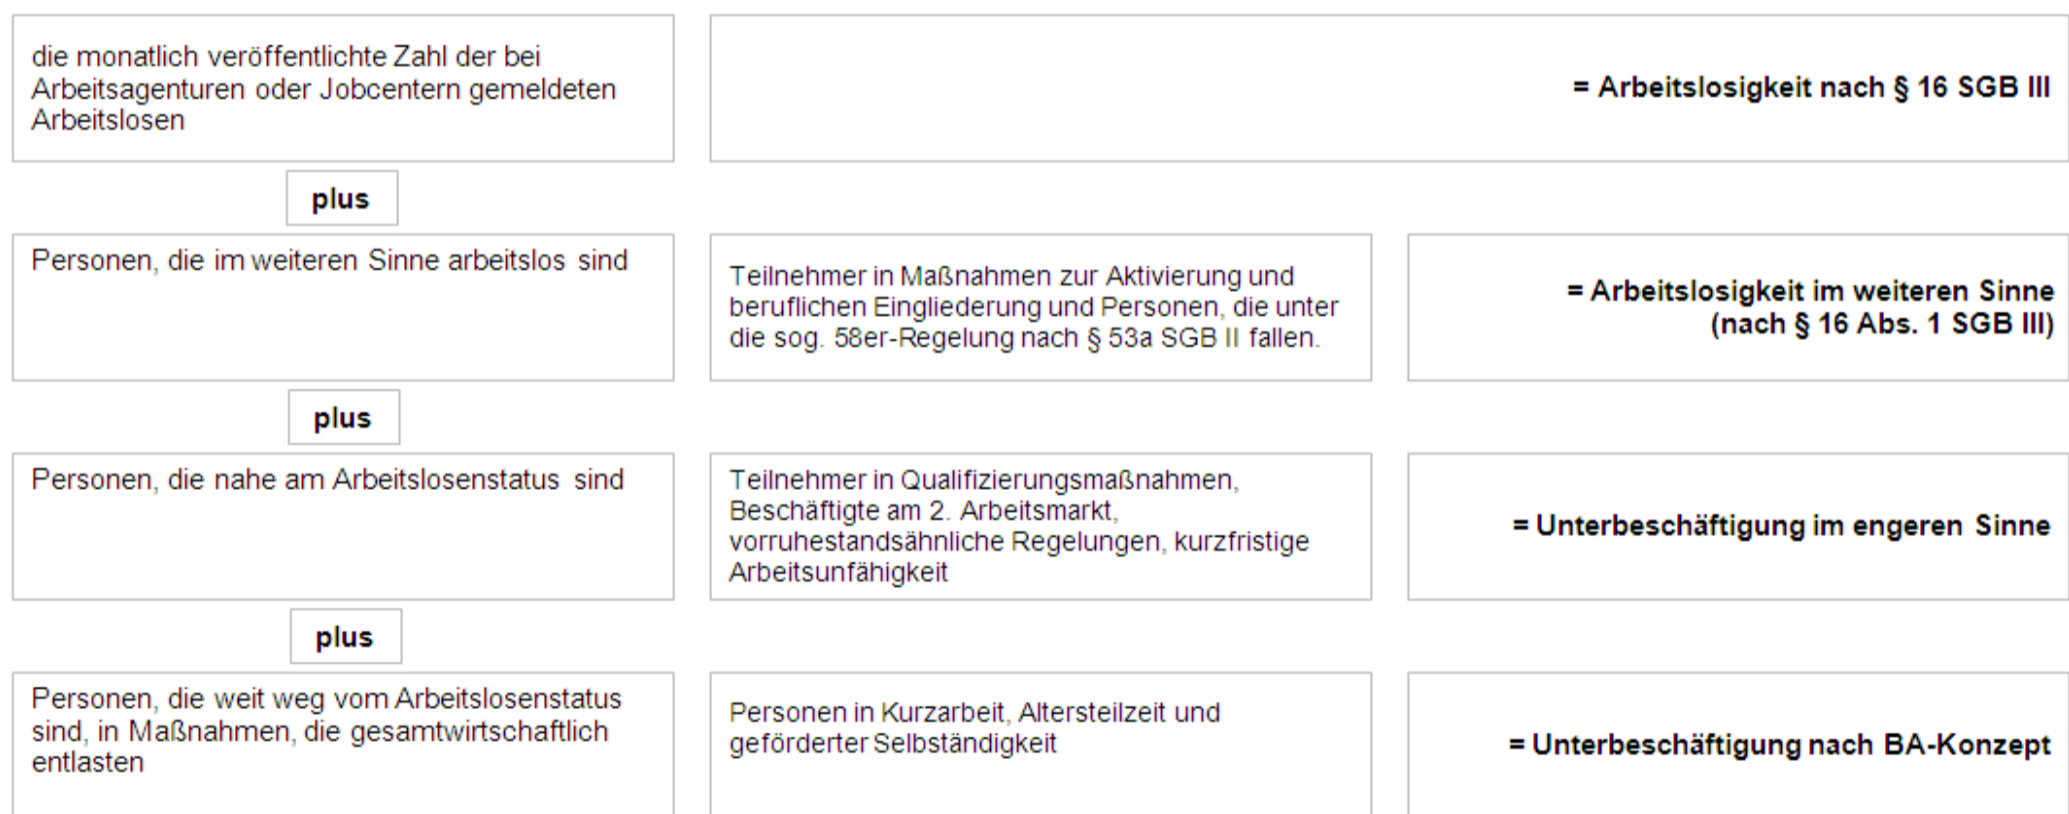 die monatlich veröffentlichte Zahl der bei
Arbeitsagenturen oder Jobcentern gemeldeten
Arbeitslosen
= Arbeitslosigkeit nach § 16 SGB III
plus
Personen, die im weiteren Sinne arbeitslos sind
Teilnehmer in Maßnahmen zur Aktivierung und
beruflichen Eingliederung und Personen, die unter
die sog. 58er-Regelung nach § 53a SGB II fallen.
= Arbeitslosigkeit im weiteren Sinne
(nach § 16 Abs. 1 SGB III)
plus
Personen, die nahe am Arbeitslosenstatus sind
Teilnehmer in Qualifizierungsmaßnahmen,
Beschäftigte am 2. Arbeitsmarkt,
vorruhestandsähnliche Regelungen, kurzfristige
Arbeitsunfähigkeit
= Unterbeschäftigung im engeren Sinne
plus
Personen, die weit weg vom Arbeitslosenstatus
sind, in Maßnahmen, die gesamtwirtschaftlich
entlasten
Personen in Kurzarbeit, Altersteilzeit und
geförderter Selbständigkeit
= Unterbeschäftigung nach BA-Konzept